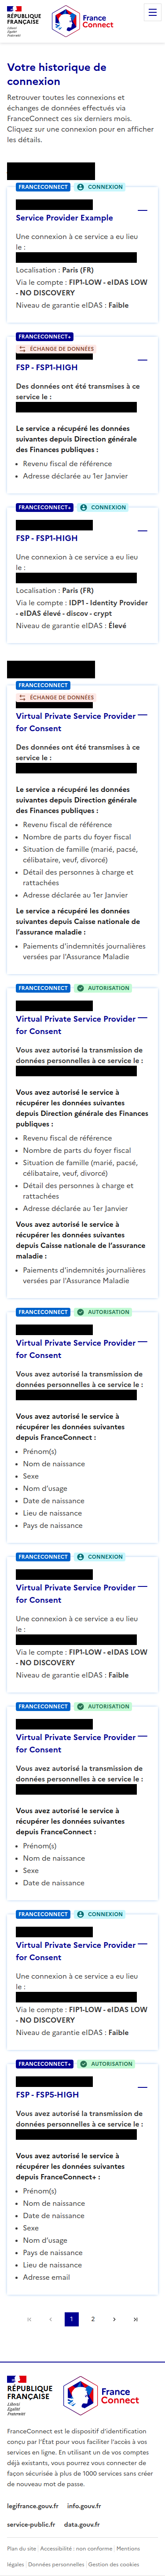 RÉPUBLIQUE
FRANÇAISE
Liberté
Égalité
Fraternité
France
Connect
Votre historique de
connexion
Retrouver toutes les connexions et
échanges de données effectués via
FranceConnect ces six derniers mois.
Cliquez sur une connexion pour en afficher
les détails.
FRANCECONNECT CONNEXION
Service Provider Example
Une connexion à ce service a eu lieu
le :
Localisation : Paris (FR)
Via le compte : FIP1-LOW - eIDAS LOW
- NO DISCOVERY
Niveau de garantie eIDAS : Faible
FRANCECONNECT+
ÉCHANGE DE DONNÉES
FSP - FSP1-HIGH
Des données ont été transmises à ce
service le :
Le service a récupéré les données
suivantes depuis Direction générale
des Finances publiques :
Revenu fiscal de référence
Adresse déclarée au 1er Janvier
FRANCECONNECT+ CONNEXION
FSP - FSP1-HIGH
Une connexion à ce service a eu lieu
le :
Localisation : Paris (FR)
Via le compte : IDP1 - Identity Provider
- eIDAS élevé - discov - crypt
Niveau de garantie eIDAS : Élevé
FRANCECONNECT
ÉCHANGE DE DONNÉES
Virtual Private Service Provider
for Consent
Des données ont été transmises à ce
service le :
Le service a récupéré les données
suivantes depuis Direction générale
des Finances publiques :
Revenu fiscal de référence
Nombre de parts du foyer fiscal
Situation de famille (marié, pacsé,
célibataire, veuf, divorcé)
Détail des personnes à charge et
rattachées
Adresse déclarée au 1er Janvier
Le service a récupéré les données
suivantes depuis Caisse nationale de
l'assurance maladie :
Paiements d'indemnités journalières
versées par l'Assurance Maladie
FRANCECONNECT AUTORISATION
Virtual Private Service Provider
for Consent
Vous avez autorisé la transmission de
données personnelles à ce service le :
Vous avez autorisé le service à
récupérer les données suivantes
depuis Direction générale des Finances
publiques :
Revenu fiscal de référence
Nombre de parts du foyer fiscal
Situation de famille (marié, pacsé,
célibataire, veuf, divorcé)
Détail des personnes à charge et
rattachées
Adresse déclarée au 1er Janvier
Vous avez autorisé le service à
récupérer les données suivantes
depuis Caisse nationale de l'assurance
maladie :
Paiements d'indemnités journalières
versées par l'Assurance Maladie
FRANCECONNECT AUTORISATION
Virtual Private Service Provider
for Consent
Vous avez autorisé la transmission de
données personnelles à ce service le :
Vous avez autorisé le service à
récupérer les données suivantes
depuis FranceConnect :
Prénom(s)
Nom de naissance
Sexe
Nom d'usage
Date de naissance
Lieu de naissance
Pays de naissance
FRANCECONNECT CONNEXION
Virtual Private Service Provider
for Consent
Une connexion à ce service a eu lieu
le :
Via le compte : FIP1-LOW - eIDAS LOW
- NO DISCOVERY
Niveau de garantie eIDAS : Faible
FRANCECONNECT AUTORISATION
Virtual Private Service Provider
for Consent
Vous avez autorisé la transmission de
données personnelles à ce service le :
Vous avez autorisé le service à
récupérer les données suivantes
depuis FranceConnect :
Prénom(s)
Nom de naissance
Sexe
Date de naissance
FRANCECONNECT CONNEXION
Virtual Private Service Provider
for Consent
Une connexion à ce service a eu lieu
le :
Via le compte : FIP1-LOW - eIDAS LOW
- NO DISCOVERY
Niveau de garantie eIDAS : Faible
FRANCECONNECT+ AUTORISATION
FSP - FSP5-HIGH
Vous avez autorisé la transmission de
données personnelles à ce service le :
Vous avez autorisé le service à
récupérer les données suivantes
depuis FranceConnect+ :
Prénom(s)
Nom de naissance
Date de naissance
Sexe
Nom d'usage
Pays de naissance
Lieu de naissance
Adresse email
1 2
RÉPUBLIQUE
FRANÇAISE
Liberté
Égalité
Fraternité
France
Connect
FranceConnect est le dispositif d'identification
conçu par l'État pour vous faciliter l'accès à vos
services en ligne. En utilisant un de vos comptes
déjà existants, vous pourrez vous connecter de
façon sécurisée à plus de 1000 services sans créer
de nouveau mot de passe.
legifrance.gouv.fr info.gouv.fr
service-public.fr data.gouv.fr
Plan du site Accessibilité : non conforme Mentions
légales Données personnelles Gestion des cookies